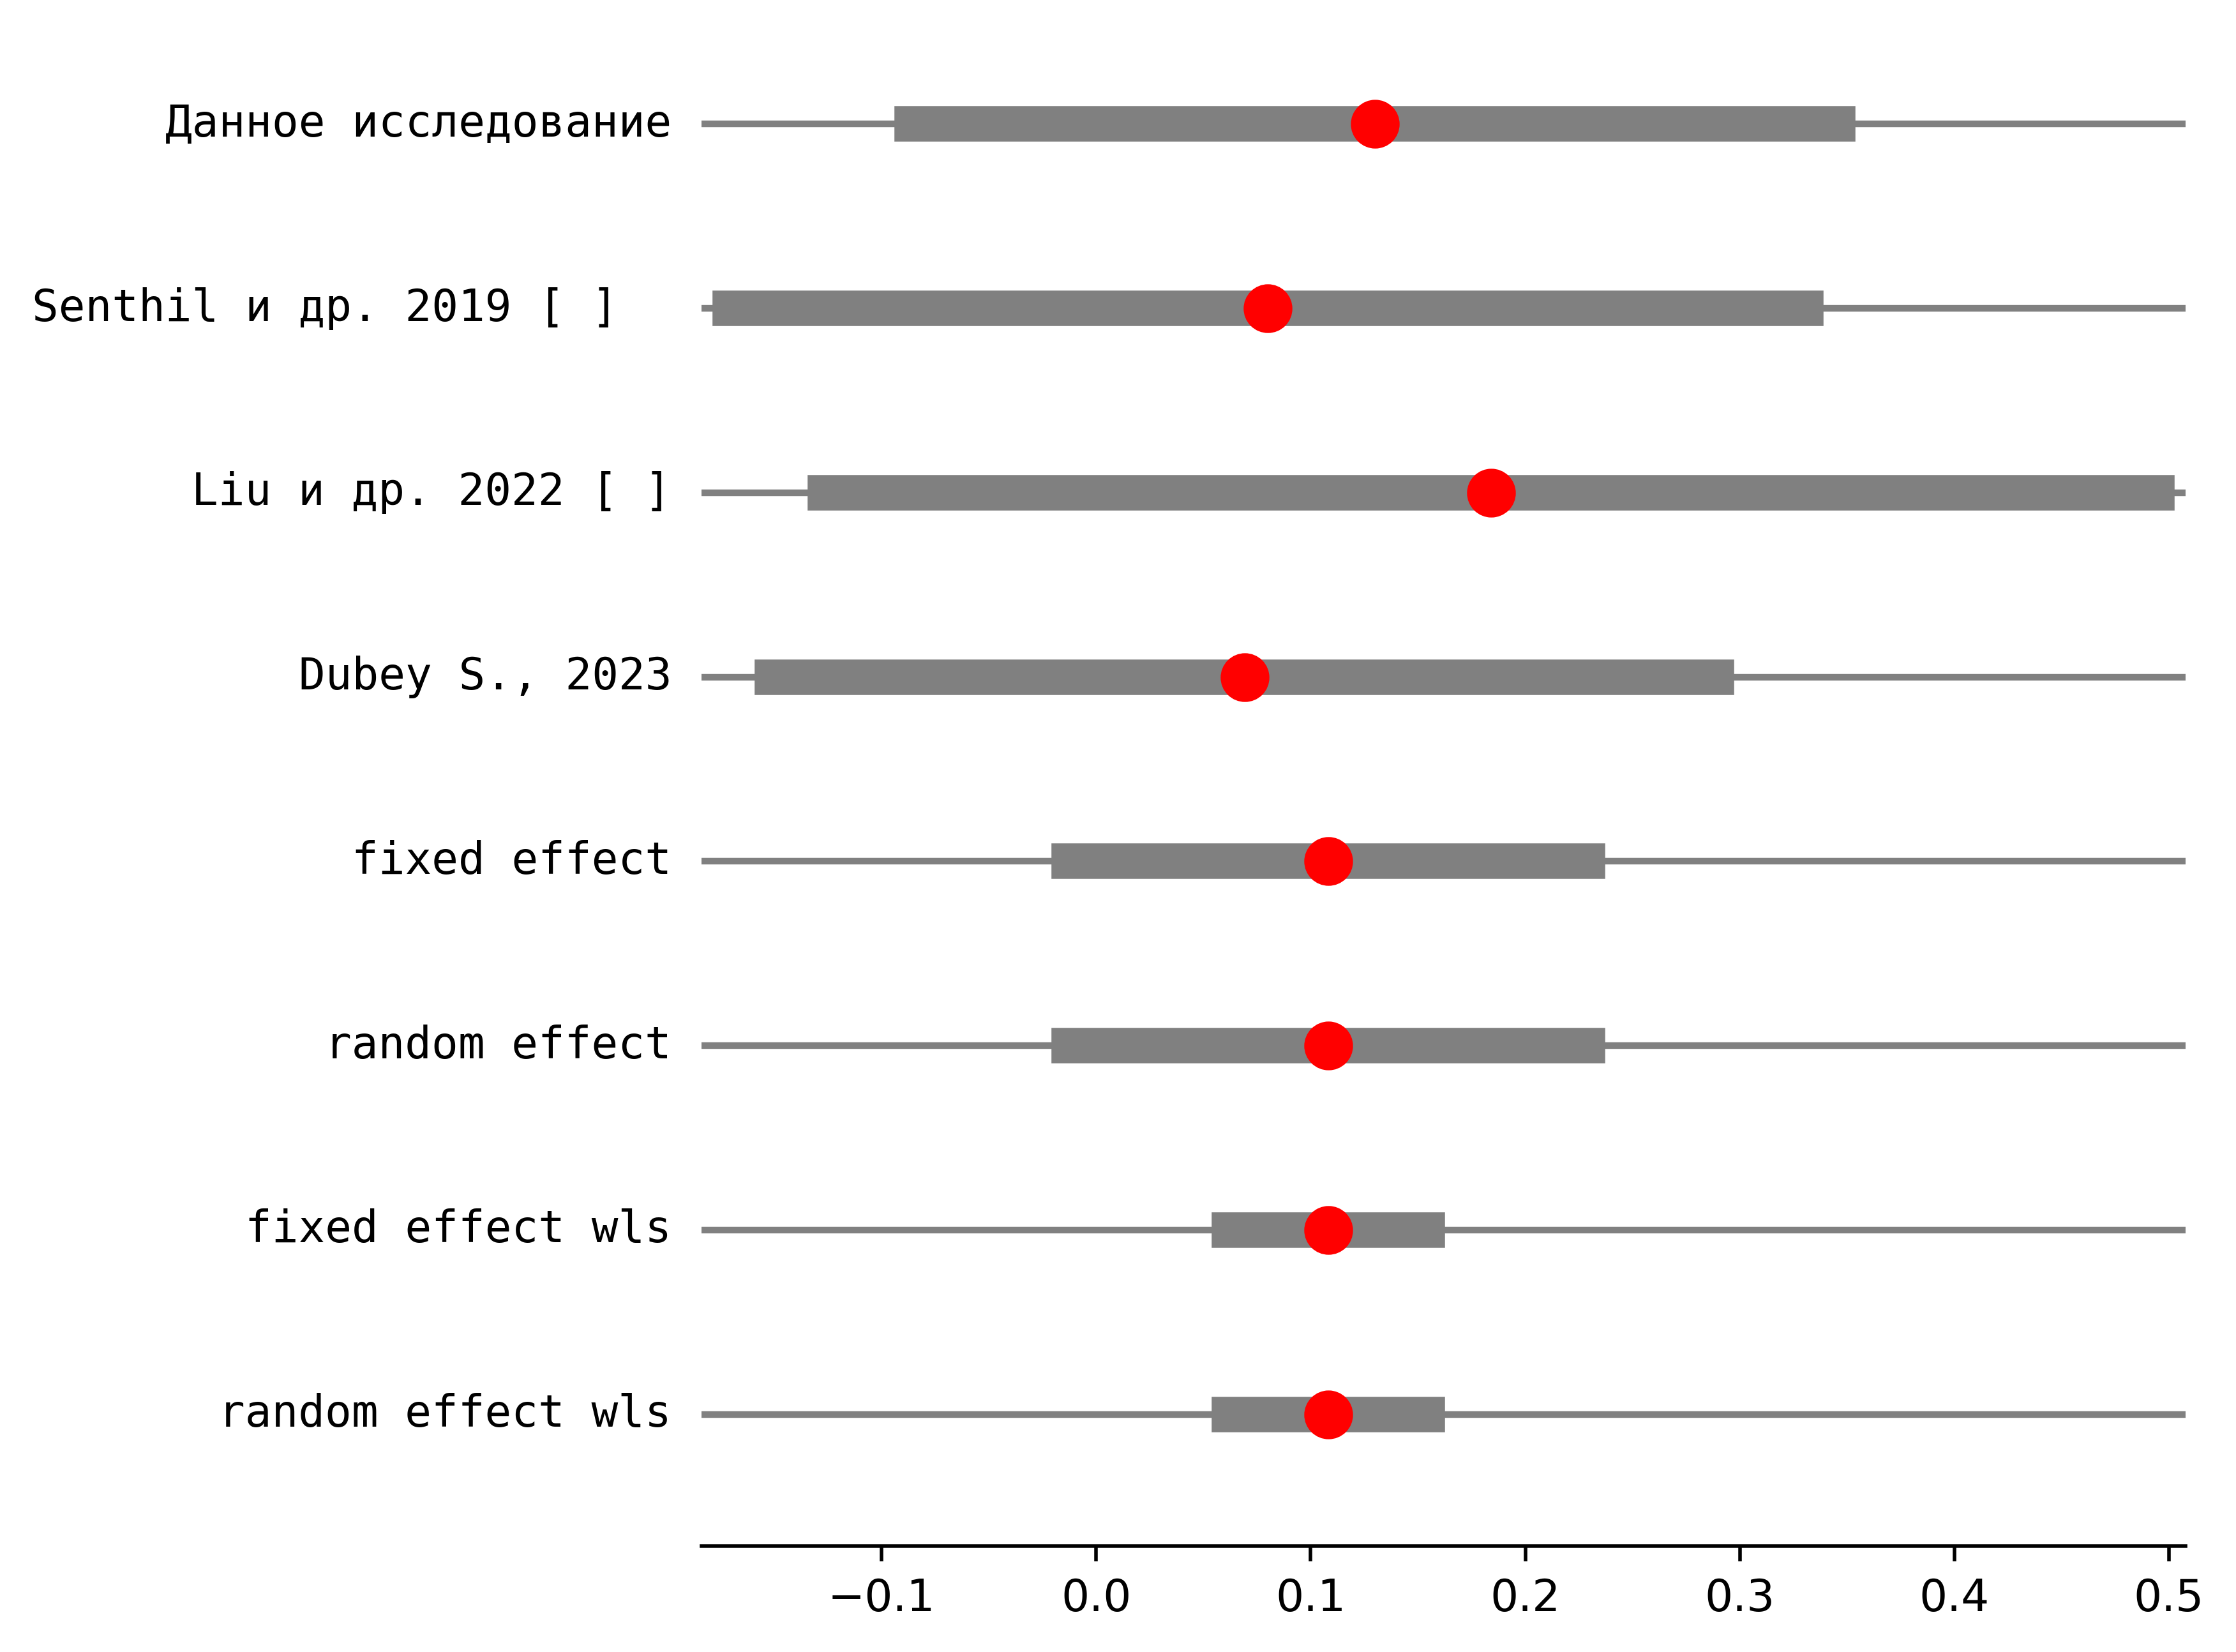 Данное исследование
Senthil и др. 2019 [ ]
Liu и др. 2022 [ ]
Dubey S., 2023
fixed effect
random effect
fixed effect wls
random effect wls
−0.1 0.0 0.1 0.2 0.3 0.4 0.5